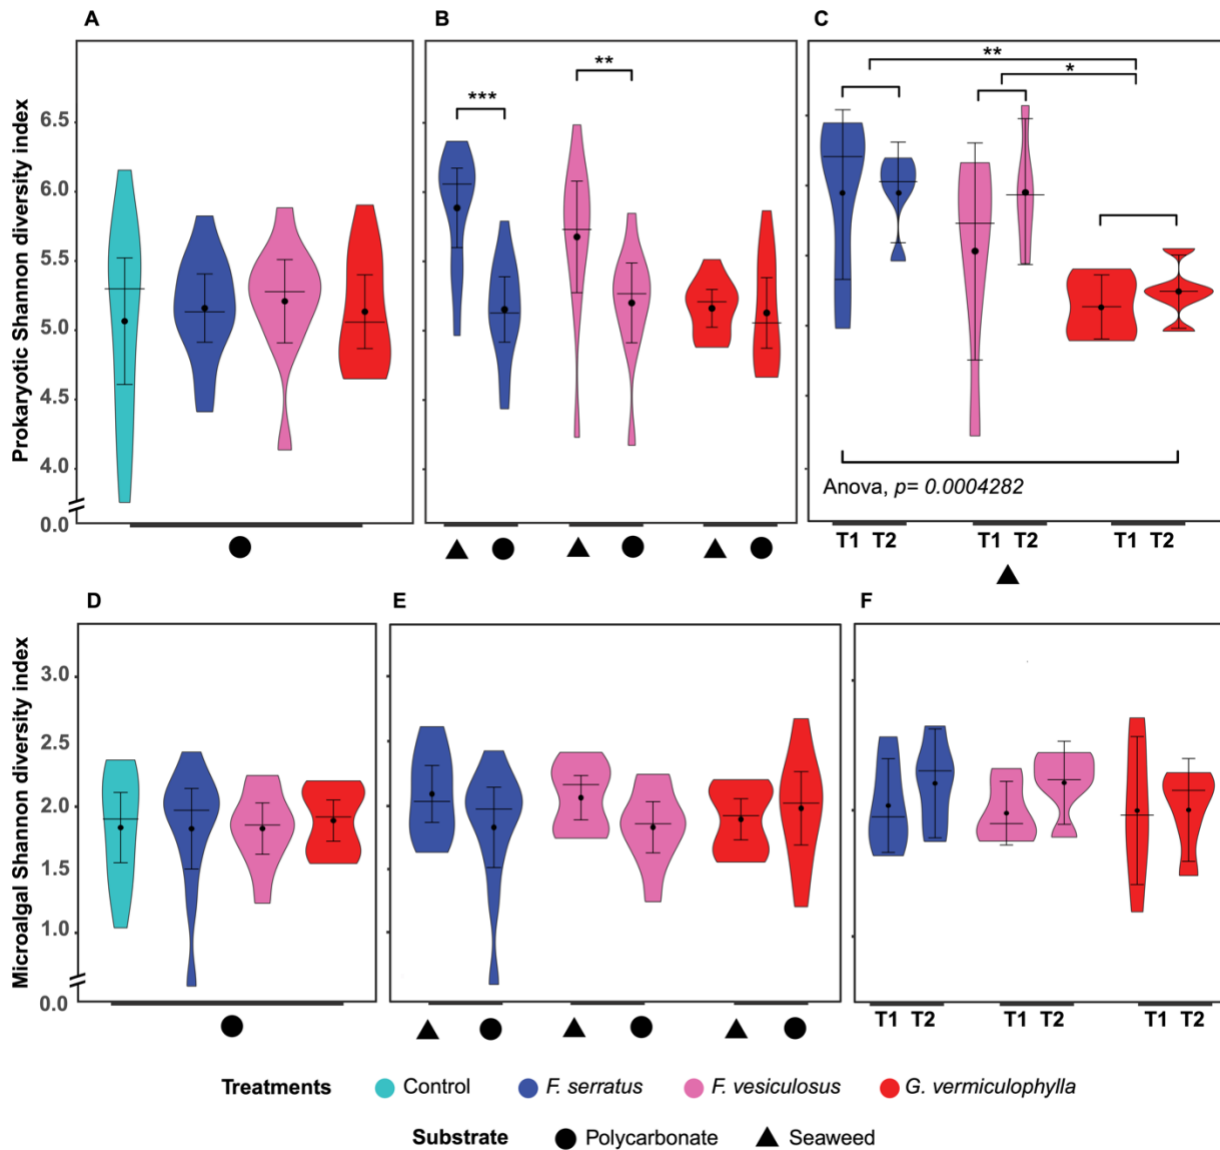 A B C
Prokaryotic Shannon diversity index
6.5
6.0
5.5
5.0
4.5
4.0
0.0
*** ** ** *
Anova, p= 0.0004282
T1 T2 T1 T2 T1 T2
D E F
Microalgal Shannon diversity index
3.0
2.5
2.0
1.5
1.0
0.0
T1 T2 T1 T2 T1 T2
Treatments Control F. serratus F. vesiculosus G. vermiculophylla
Substrate Polycarbonate Seaweed